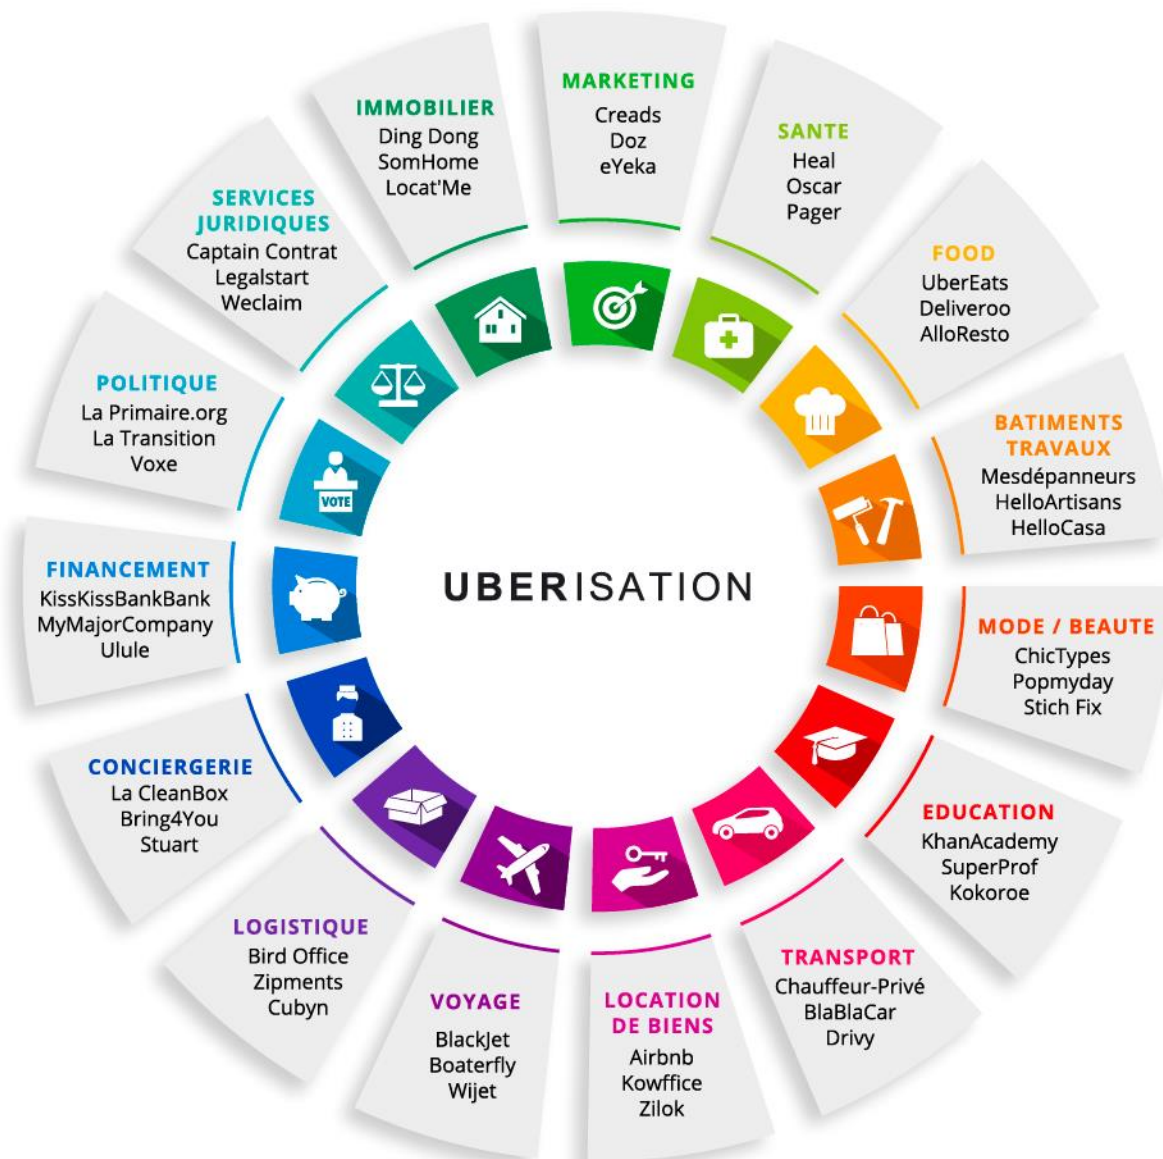 MARKETING
Creads
Doz
eYeka
SANTE
Heal
Oscar
Pager
FOOD
UberEats
Deliveroo
AlloResto
BATIMENTS
TRAVAUX
Mesdépanneurs
HelloArtisans
HelloCasa
MODE / BEAUTE
ChicTypes
Popmyday
Stich Fix
EDUCATION
KhanAcademy
SuperProf
Kokoroe
TRANSPORT
Chauffeur-Privé
BlaBlaCar
Drivy
LOCATION
DE BIENS
Airbnb
Kowffice
Zilok
VOYAGE
BlackJet
Boaterfly
Wijet
LOGISTIQUE
Bird Office
Zipments
Cubyn
CONCIERGERIE
La CleanBox
Bring4You
Stuart
FINANCEMENT
KissKissBankBank
MyMajorCompany
Ulule
POLITIQUE
La Primaire.org
La Transition
Voxe
SERVICES
JURIDIQUES
Captain Contrat
Legalstart
Weclaim
IMMOBILIER
Ding Dong
SomHome
Locat'Me
VOTE
UBERISATION